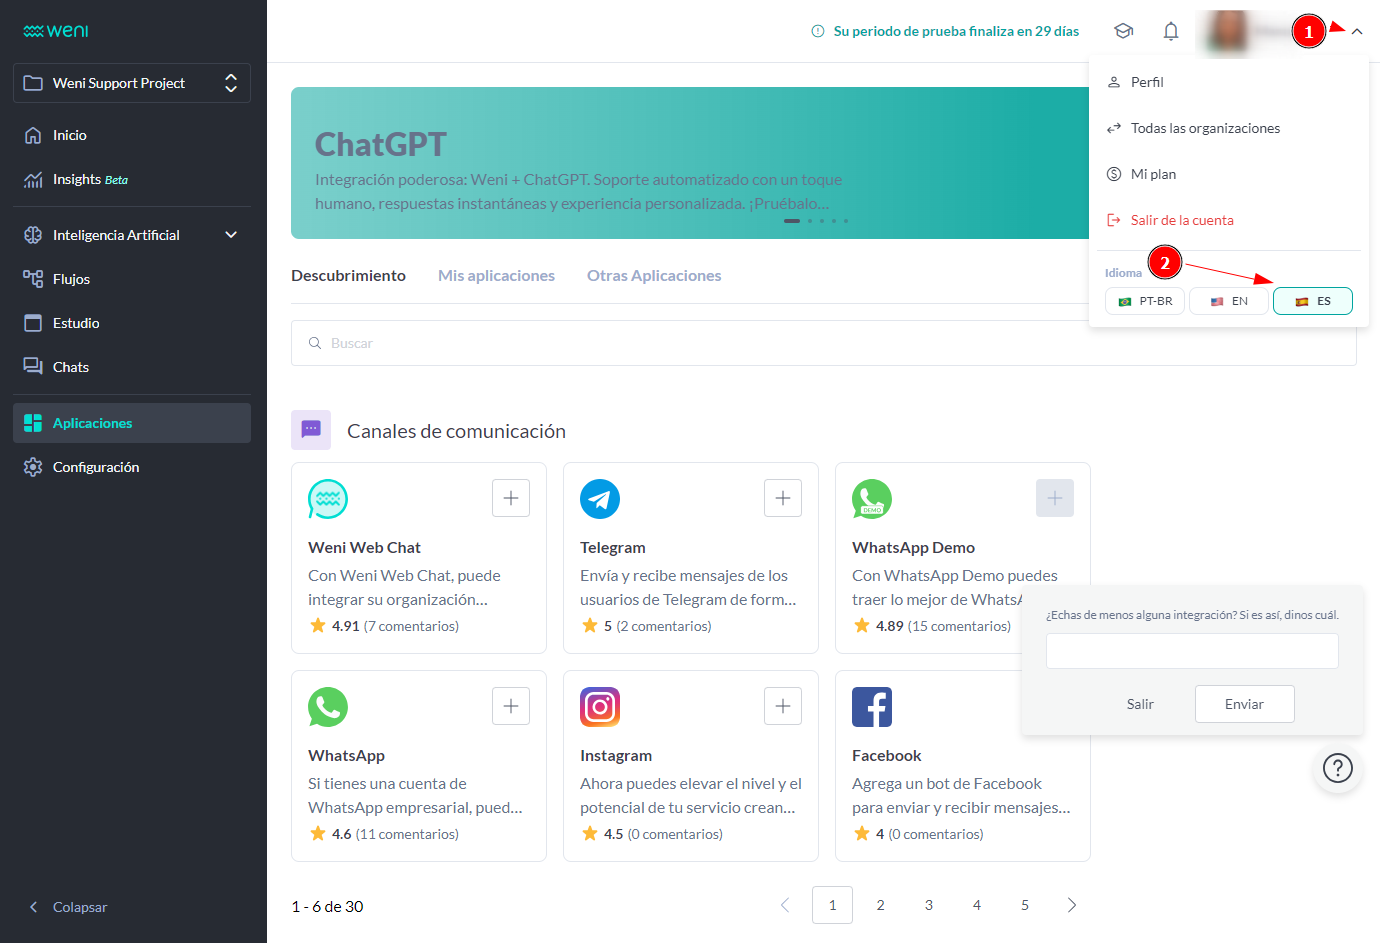 weni
Su periodo de prueba finaliza en 29 días
1
Weni Support Project
Inicio
Insights Beta
Inteligencia Artificial
Flujos
Estudio
Chats
Aplicaciones
Configuración
Colapsar
ChatGPT
Integración poderosa: Weni + ChatGPT. Soporte automatizado con un toque
humano, respuestas instantáneas y experiencia personalizada. ¡Pruébalo...
Perfil
Todas las organizaciones
Mi plan
Salir de la cuenta
Idioma
2
PT-BR
EN
ES
Descubrimiento
Mis aplicaciones
Otras Aplicaciones
Buscar
Canales de comunicación
Weni Web Chat
Con Weni Web Chat, puede
integrar su organización...
4.91 (7 comentarios)
Telegram
Envía y recibe mensajes de los
usuarios de Telegram de form...
5 (2 comentarios)
DEMO
WhatsApp Demo
Con WhatsApp Demo puedes
traer lo mejor de WhatsA
4.89 (15 comentarios)
¿Echas de menos alguna integración? Si es así, dinos cuál.
Salir
Enviar
WhatsApp
Si tienes una cuenta de
WhatsApp empresarial, pued...
4.6 (11 comentarios)
Instagram
Ahora puedes elevar el nivel y el
potencial de tu servicio crean...
4.5 (0 comentarios)
Facebook
Agrega un bot de Facebook
para enviar y recibir mensajes...
4 (0 comentarios)
?
1 - 6 de 30
1 2 3 4 5